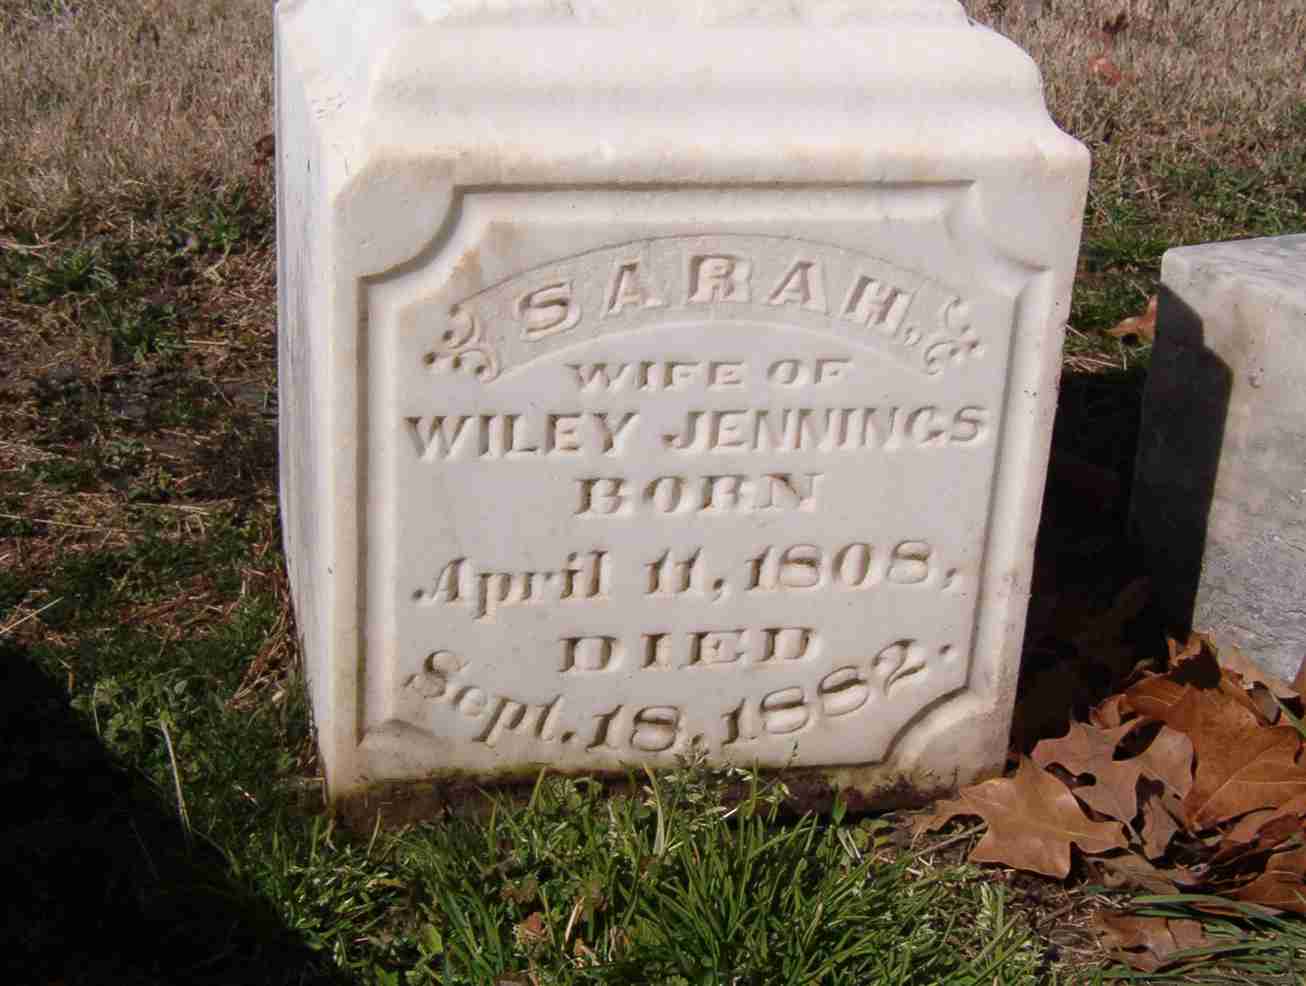 SARAH,
WIFE OF
WILEY JENNINGS
BORN
April 11, 1808,
DIED
Sept. 18, 1882.